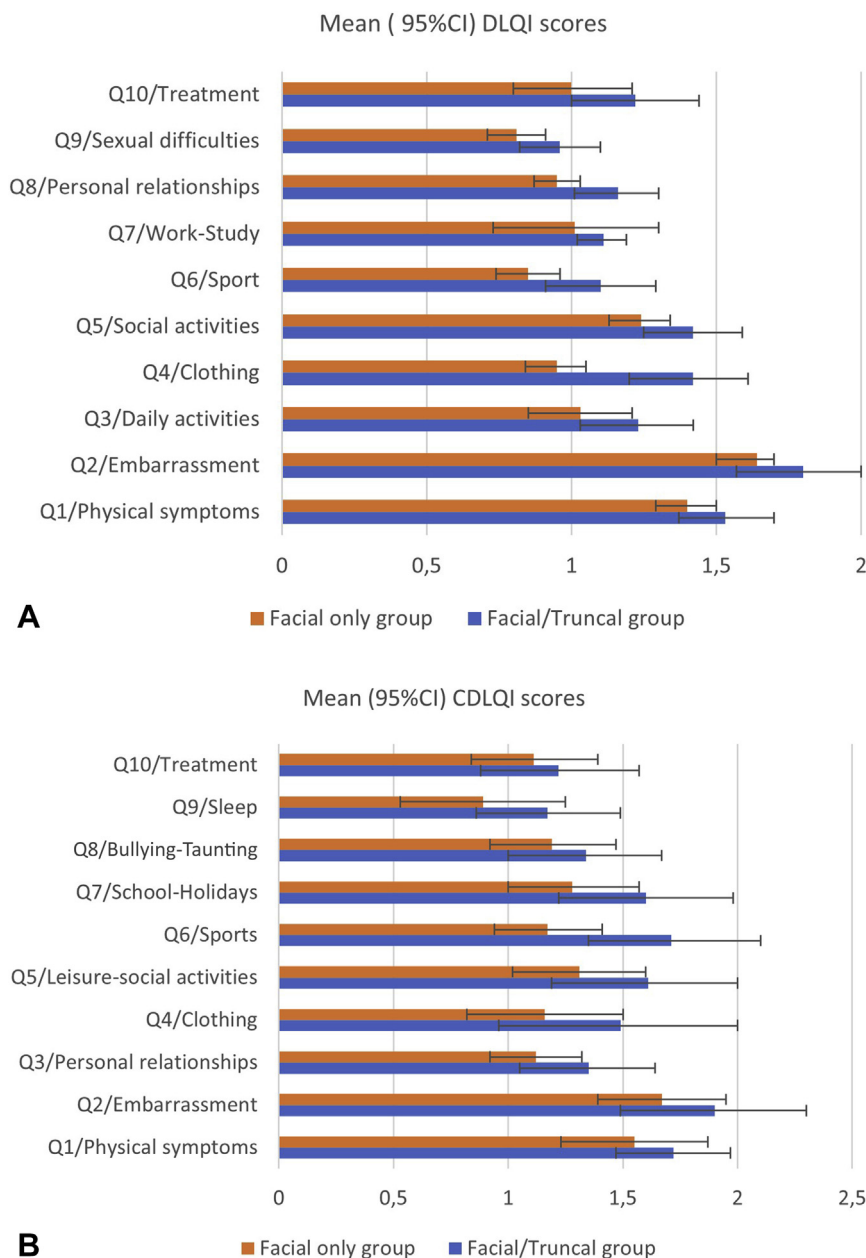 Mean ( 95%CI) DLQI scores
Q10/Treatment
Q9/Sexual difficulties
Q8/Personal relationships
Q7/Work-Study
Q6/Sport
Q5/Social activities
Q4/Clothing
Q3/Daily activities
Q2/Embarrassment
Q1/Physical symptoms
0 0,5 1 1,5 2
A Facial only group Facial/Truncal group
Mean (95%CI) CDLQI scores
Q10/Treatment
Q9/Sleep
Q8/Bullying-Taunting
Q7/School-Holidays
Q6/Sports
Q5/Leisure-social activities
Q4/Clothing
Q3/Personal relationships
Q2/Embarrassment
Q1/Physical symptoms
0 0,5 1 1,5 2 2,5
B Facial only group Facial/Truncal group